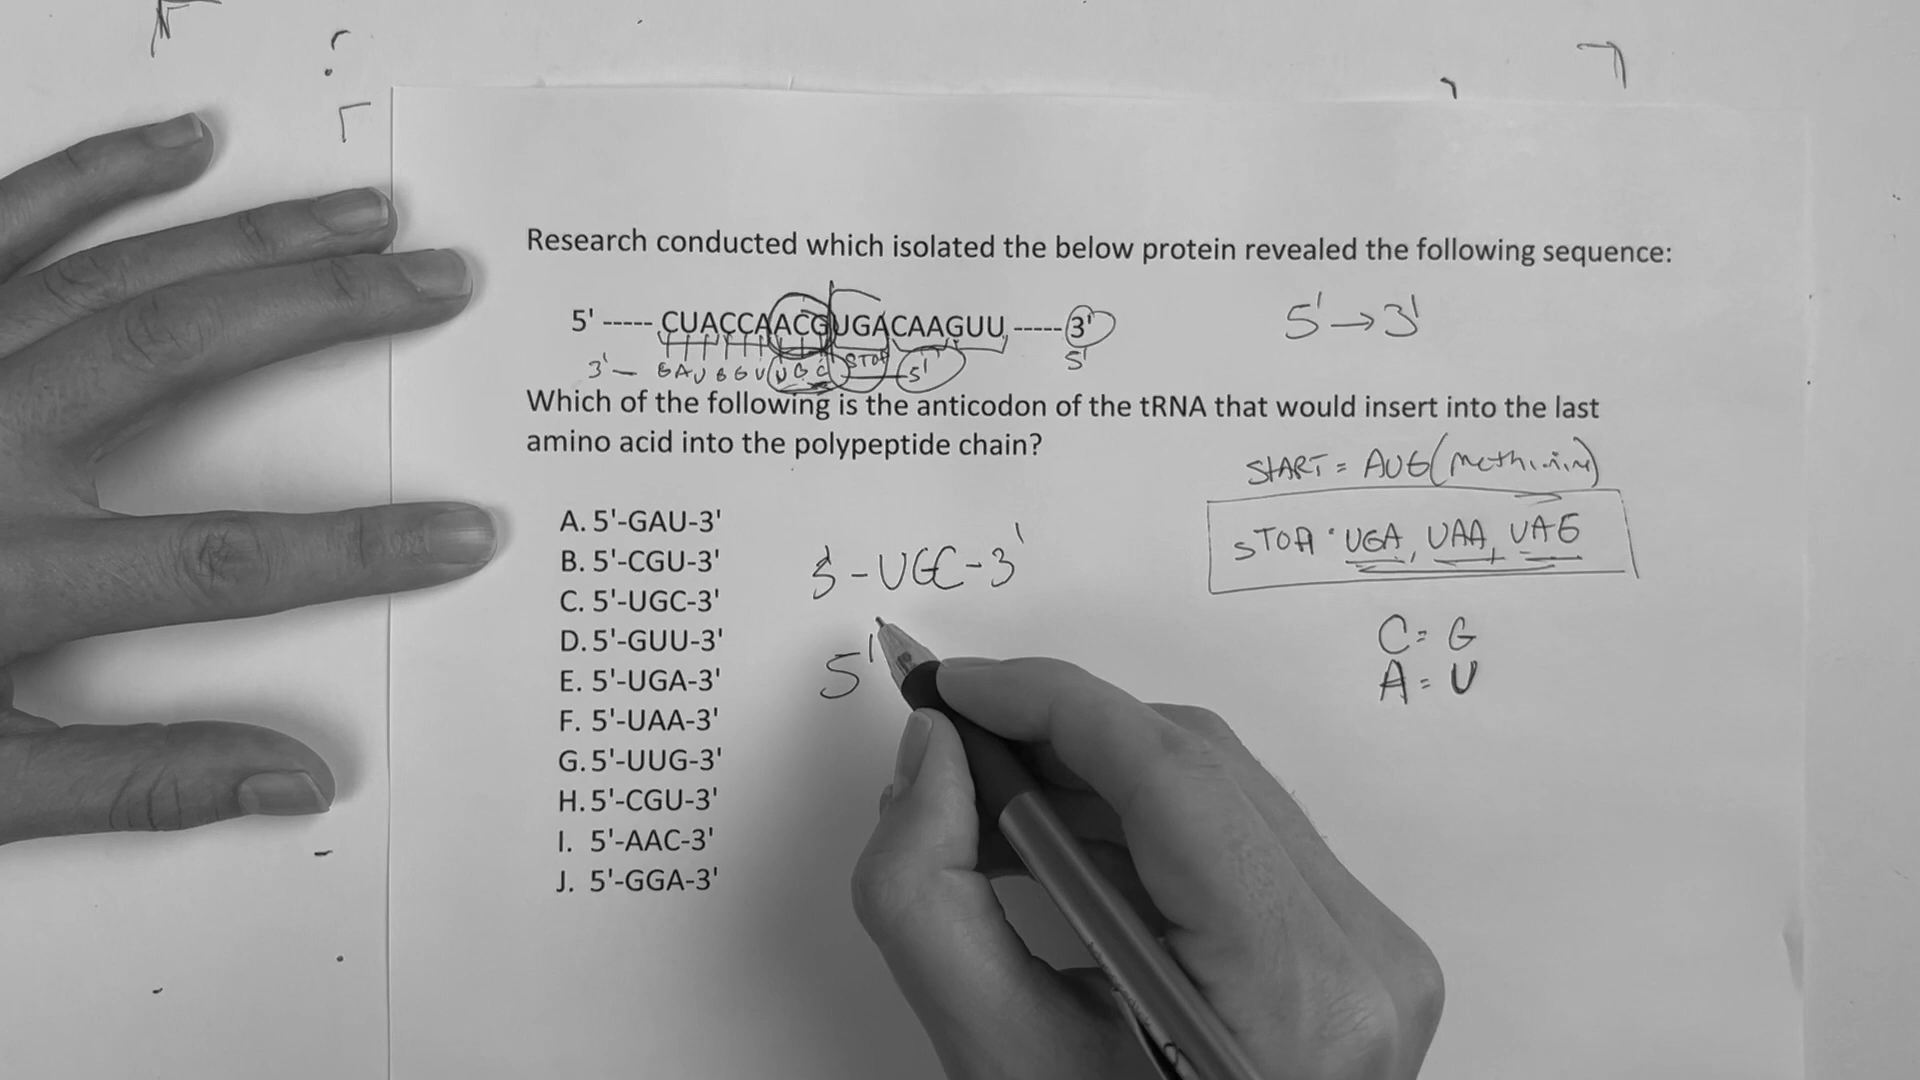 Research conducted which isolated the below protein revealed the following sequence:
5' ----- CUACCAACGUGACAAGUU ----- 3'
5' → 3'
3' — GAUGGUUGC STOP 5'
5'
Which of the following is the anticodon of the tRNA that would insert into the last
amino acid into the polypeptide chain?
START = AUG (methinine)
STOP: UGA, UAA, UAG
C = G
A = U
A. 5'-GAU-3'
B. 5'-CGU-3'
C. 5'-UGC-3'
D. 5'-GUU-3'
E. 5'-UGA-3'
F. 5'-UAA-3'
G. 5'-UUG-3'
H. 5'-CGU-3'
I. 5'-AAC-3'
J. 5'-GGA-3'
-UGC-3'
5'